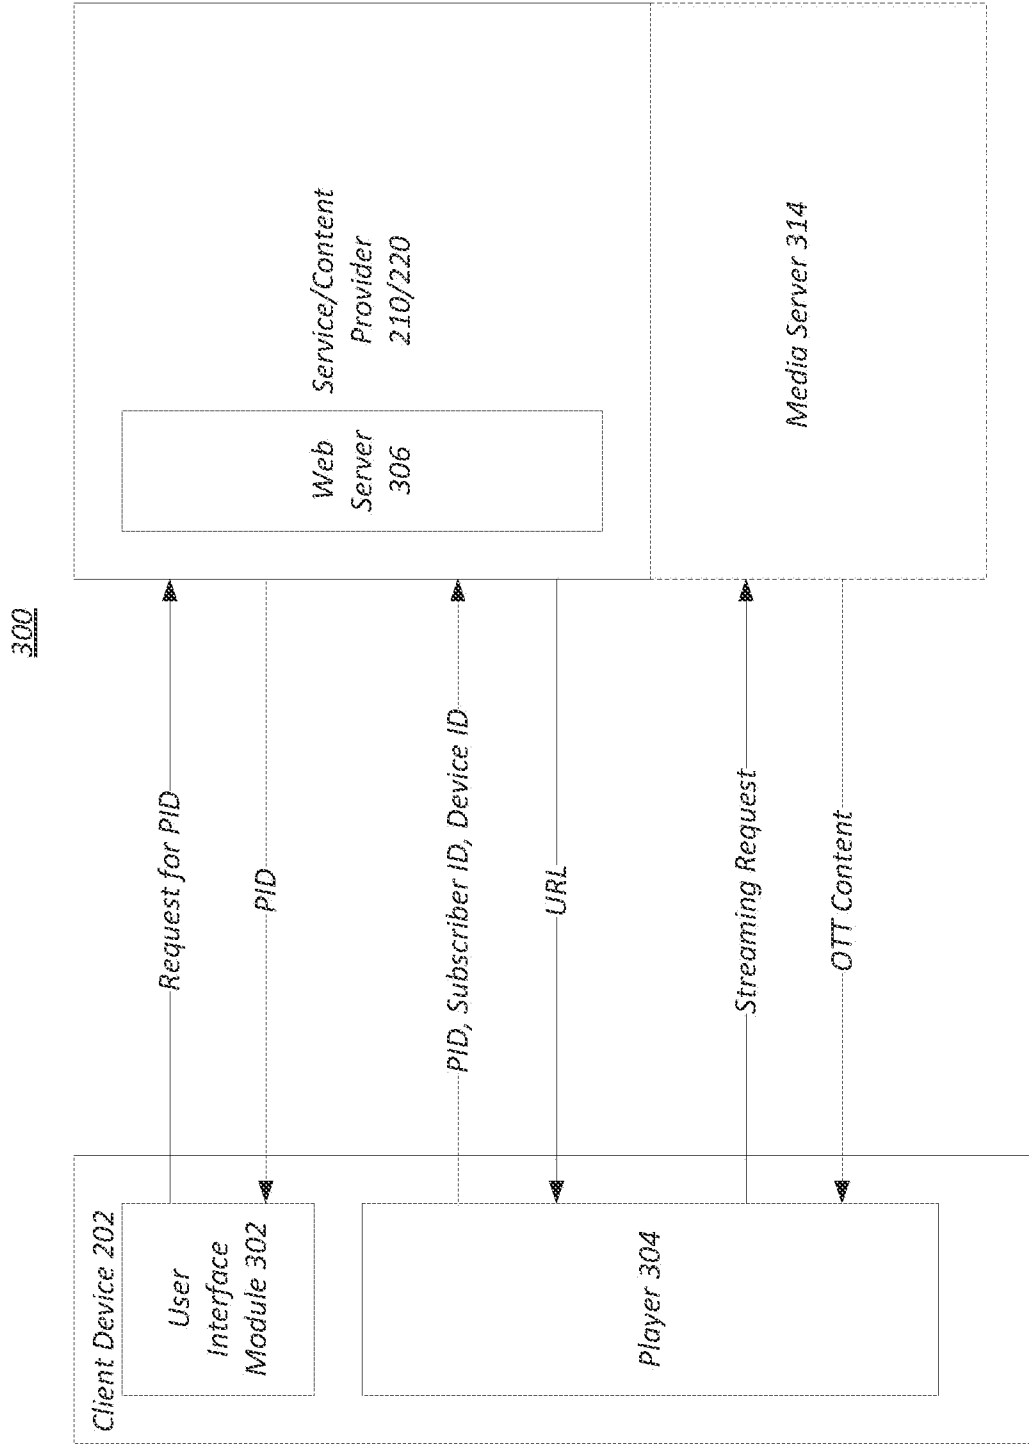 300
Client Device 202
User
Interface
Module 302
Player 304
Request for PID
PID
PID, Subscriber ID, Device ID
URL
Streaming Request
OTT Content
Web
Server
306
Service/Content
Provider
210/220
Media Server 314